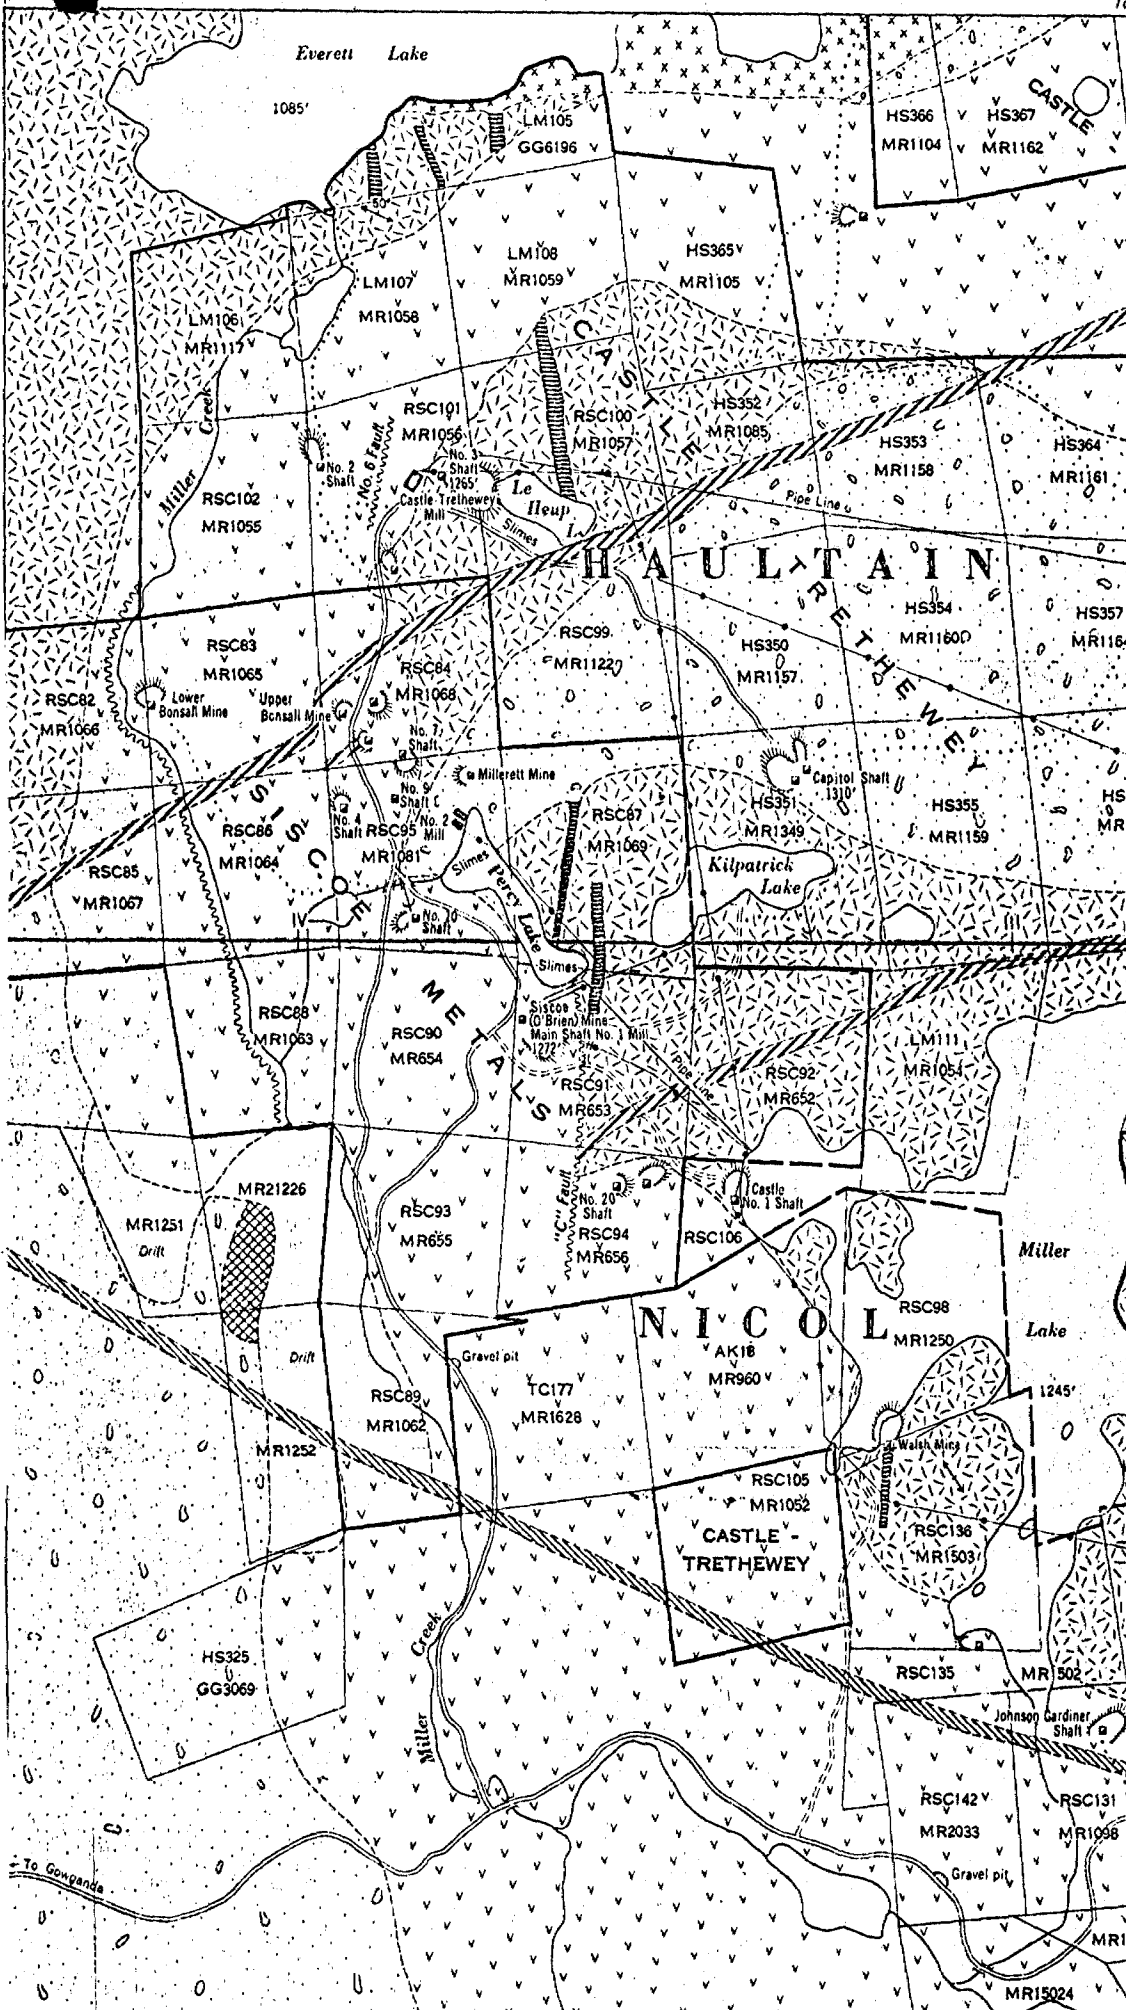 Everett Lake
1085'
LM105
GG6196
HS366
MR1104
HS367
MR1162
CASTLE
50'
LM108
MR1059
HS365
MR1105
LM107
MR1058
LM106
MR1117
Miller Creek
CASTLE
TRETHEWEY
RSC101
MR1056
RSC100
MR1057
HS352
MR1085
HS353
MR1158
HS364
MR1161
No. 2
Shaft
No. 6 Fault
No. 3
Shaft
1265'
Castle-Trethewey
Mill
Le
Heup
L.
Slimes
Pipe Line
RSC102
MR1055
HAULTAIN
HS354
MR1160
HS357
RSC99
MR1122
HS350
MR1157
RSC83
MR1065
RSC84
MR1068
RSC82
MR1066
Lower
Bonsall Mine
Upper
Bonsall Mine
No. 7
Shaft
Millerett Mine
No. 9
Shaft
No. 4
Shaft
No. 2
Mill
Capitol Shaft
1310'
HS351
MR1349
HS355
MR1159
HS
MR
SISCOE
METALS
RSC86
MR1064
RSC95
MR1081
RSC87
MR1069
RSC85
MR1067
Slimes
Percy Lake
Kilpatrick
Lake
No. 10
Shaft
Slimes
RSC88
MR1063
RSC90
MR654
Siscoe
(O'Brien) Mine
Main Shaft No. 1 Mill
1272'
Pipe Line
RSC91
MR653
RSC92
MR652
LM111
MR1054
MR21226
MR1251
Drift
RSC93
MR655
"C" Fault
No. 20
Shaft
RSC94
MR656
Castle
No. 1 Shaft
RSC106
Miller
Lake
1245'
NICOL
RSC98
MR1250
AK18
MR960
Drift
Gravel pit
RSC89
MR1062
TC177
MR1628
MR1252
Walsh Mine
RSC105
MR1052
CASTLE -
TRETHEWEY
RSC136
MR1503
Miller Creek
HS325
GG3069
RSC135
MR1502
Johnson Gardiner
Shaft
RSC142
MR2033
RSC131
MR1098
To Gowganda
Gravel pit
MR1
MR15024